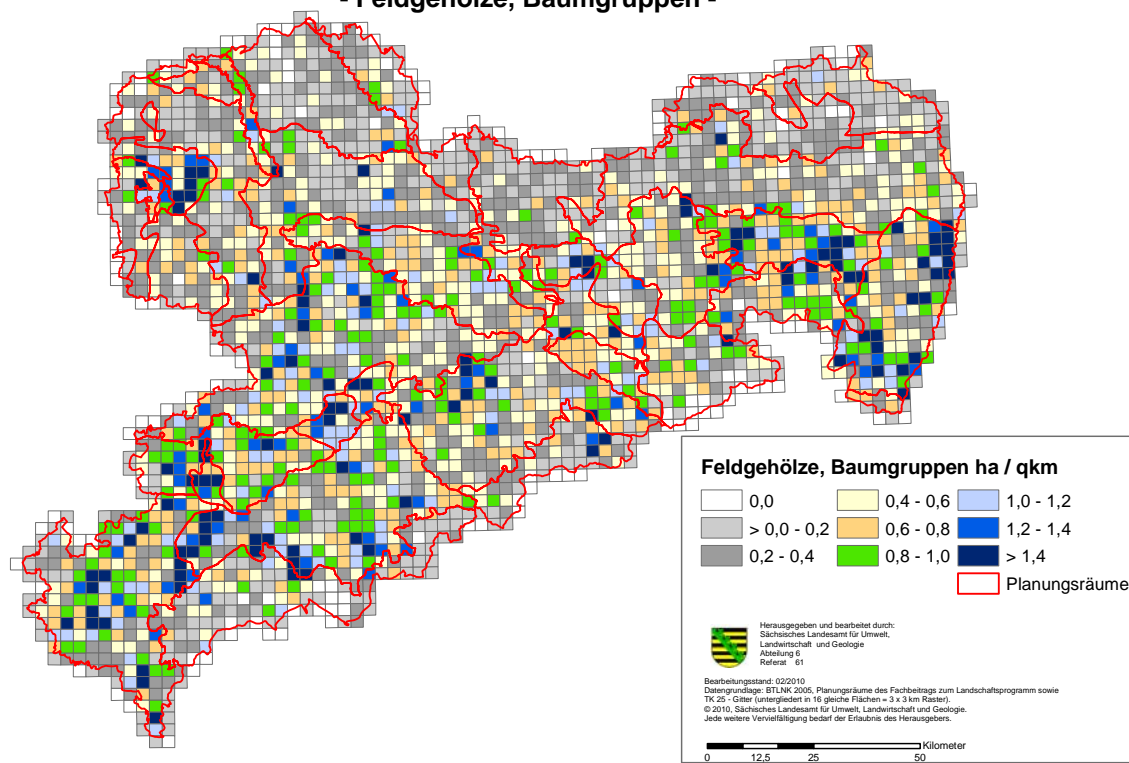 - Feldgehölze, Baumgruppen -
Feldgehölze, Baumgruppen ha / qkm
0,0
> 0,0 - 0,2
0,2 - 0,4
0,4 - 0,6
0,6 - 0,8
0,8 - 1,0
1,0 - 1,2
1,2 - 1,4
> 1,4
Planungsräume
Herausgegeben und bearbeitet durch:
Sächsisches Landesamt für Umwelt,
Landwirtschaft und Geologie
Abteilung 6
Referat 61
Bearbeitungsstand: 02/2010
Datengrundlage: BTLNK 2005, Planungsräume des Fachbeitrags zum Landschaftsprogramm sowie
TK 25 - Gitter (untergliedert in 16 gleiche Flächen = 3 x 3 km Raster).
© 2010, Sächsisches Landesamt für Umwelt, Landwirtschaft und Geologie.
Jede weitere Vervielfältigung bedarf der Erlaubnis des Herausgebers.
Kilometer
0 12,5 25 50